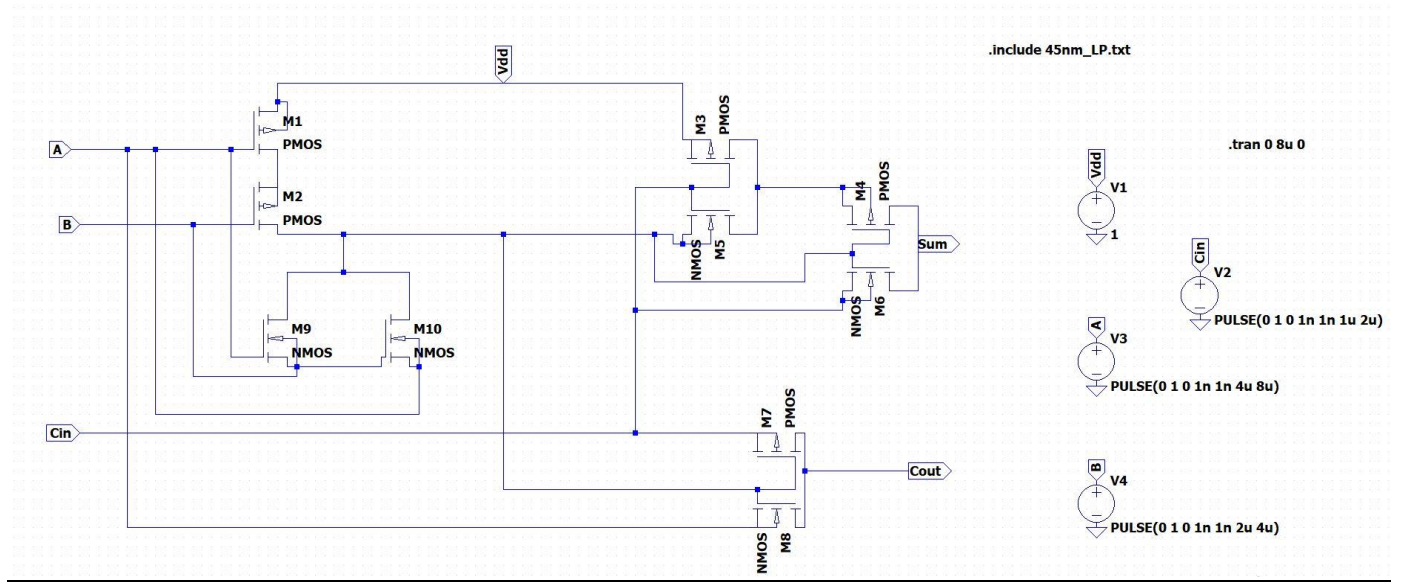 .include 45nm_LP.txt
Vdd
M1
PMOS
A
M2
PMOS
B
M3
PMOS
.tran 0 8u 0
M4
PMOS
Vdd
V1
1
NMOS
M5
Sum
Cin
V2
PULSE(0 1 0 1n 1n 1u 2u)
NMOS
M6
M9
NMOS
M10
NMOS
A
V3
PULSE(0 1 0 1n 1n 4u 8u)
Cin
M7
PMOS
Cout
B
V4
PULSE(0 1 0 1n 1n 2u 4u)
NMOS
M8